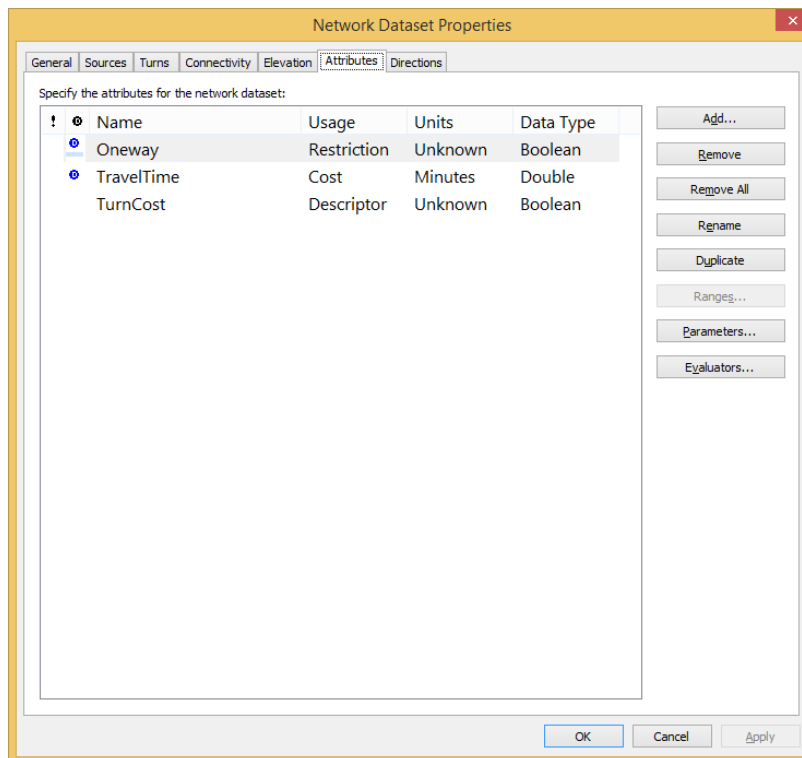 Network Dataset Properties
General Sources Turns Connectivity Elevation Attributes Directions
Specify the attributes for the network dataset:
! D Name Usage Units Data Type
D Oneway Restriction Unknown Boolean
D TravelTime Cost Minutes Double
TurnCost Descriptor Unknown Boolean
Add...
Remove
Remove All
Rename
Duplicate
Ranges...
Parameters...
Evaluators...
OK Cancel Apply